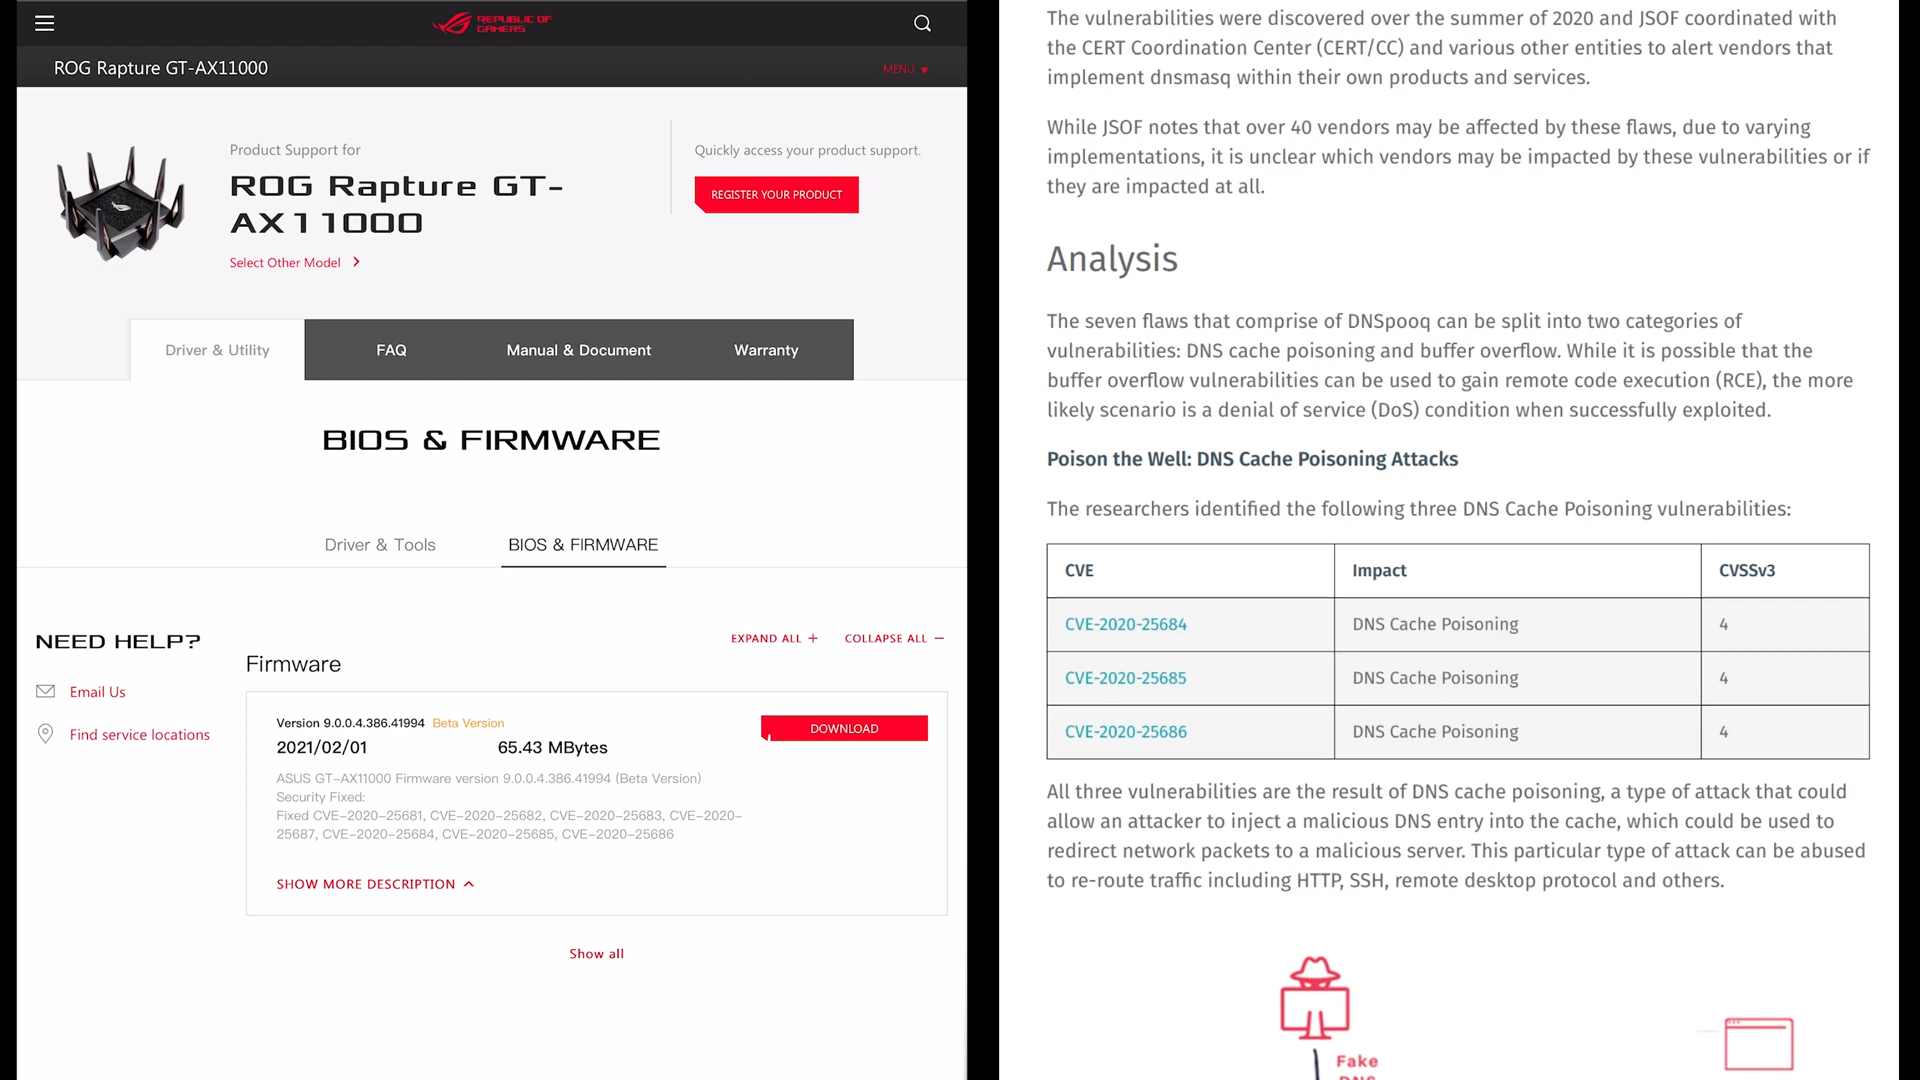 REPUBLIC OF
GAMERS
ROG Rapture GT-AX11000
MENU
Product Support for
ROG Rapture GT-
AX11000
Select Other Model
Quickly access your product support.
REGISTER YOUR PRODUCT
Driver & Utility
FAQ
Manual & Document
Warranty
BIOS & FIRMWARE
Driver & Tools
BIOS & FIRMWARE
NEED HELP?
Email Us
Find service locations
EXPAND ALL +
COLLAPSE ALL −
Firmware
Version 9.0.0.4.386.41994 Beta Version
2021/02/01
65.43 MBytes
DOWNLOAD
ASUS GT-AX11000 Firmware version 9.0.0.4.386.41994 (Beta Version)
Security Fixed:
Fixed CVE-2020-25681, CVE-2020-25682, CVE-2020-25683, CVE-2020-
25687, CVE-2020-25684, CVE-2020-25685, CVE-2020-25686
SHOW MORE DESCRIPTION
Show all
The vulnerabilities were discovered over the summer of 2020 and JSOF coordinated with
the CERT Coordination Center (CERT/CC) and various other entities to alert vendors that
implement dnsmasq within their own products and services.
While JSOF notes that over 40 vendors may be affected by these flaws, due to varying
implementations, it is unclear which vendors may be impacted by these vulnerabilities or if
they are impacted at all.
Analysis
The seven flaws that comprise of DNSpooq can be split into two categories of
vulnerabilities: DNS cache poisoning and buffer overflow. While it is possible that the
buffer overflow vulnerabilities can be used to gain remote code execution (RCE), the more
likely scenario is a denial of service (DoS) condition when successfully exploited.
Poison the Well: DNS Cache Poisoning Attacks
The researchers identified the following three DNS Cache Poisoning vulnerabilities:
CVE Impact CVSSv3
CVE-2020-25684 DNS Cache Poisoning 4
CVE-2020-25685 DNS Cache Poisoning 4
CVE-2020-25686 DNS Cache Poisoning 4
All three vulnerabilities are the result of DNS cache poisoning, a type of attack that could
allow an attacker to inject a malicious DNS entry into the cache, which could be used to
redirect network packets to a malicious server. This particular type of attack can be abused
to re-route traffic including HTTP, SSH, remote desktop protocol and others.
Fake
DNS